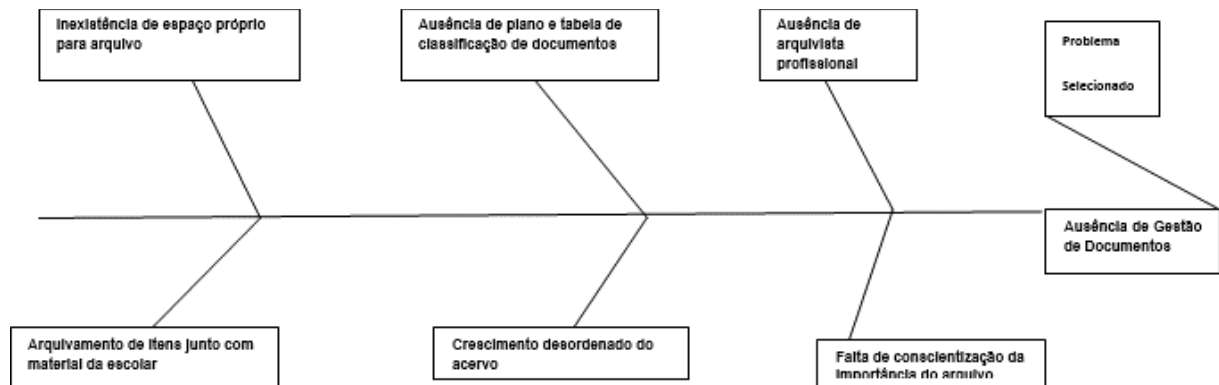 Inexistência de espaço próprio
para arquivo
Ausência de plano e tabela de
classificação de documentos
Ausência de
arquivista
profissional
Problema
Selecionado
Ausência de Gestão
de Documentos
Arquivamento de itens junto com
material da escolar
Crescimento desordenado do
acervo
Falta de conscientização da
importância do arquivo